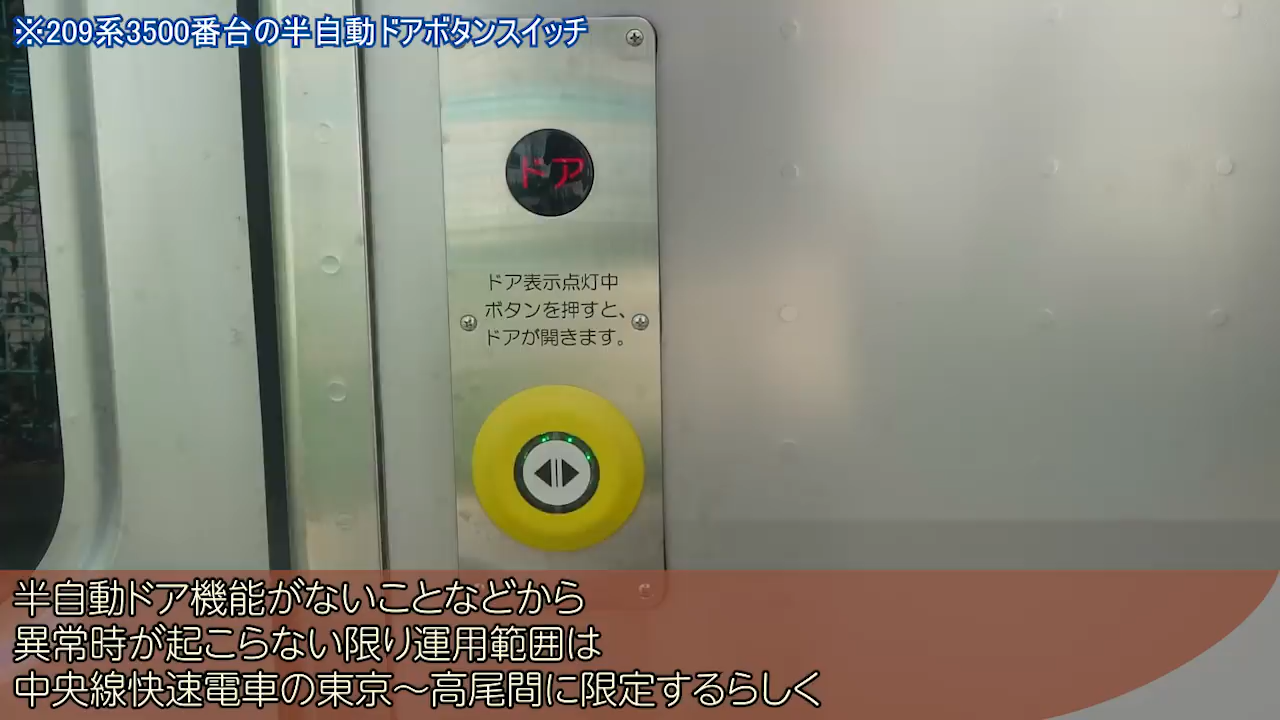 ※209系3500番台の半自動ドアボタンスイッチ
ドア
ドア表示点灯中
ボタンを押すと、
ドアが開きます。
半自動ドア機能がないことなどから
異常時が起こらない限り運用範囲は
中央線快速電車の東京～高尾間に限定するらしく